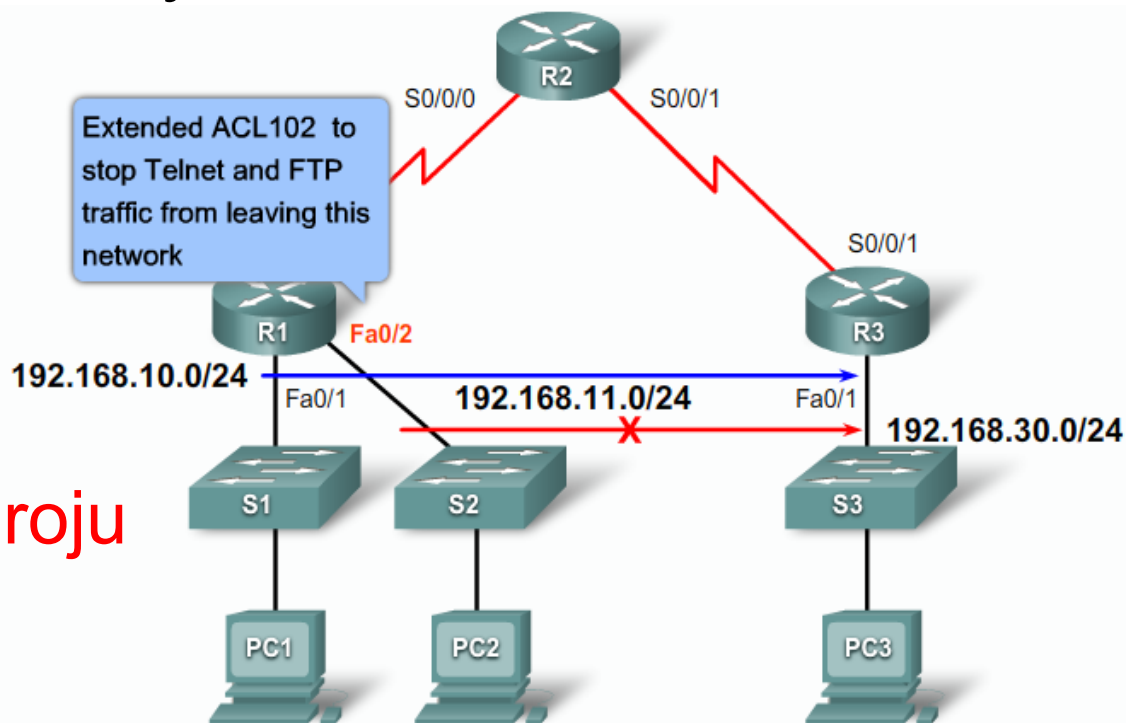 R2
S0/0/0
S0/0/1
Extended ACL102 to
stop Telnet and FTP
traffic from leaving this
network
S0/0/1
R1
Fa0/2
R3
192.168.10.0/24
Fa0/1
192.168.11.0/24
Fa0/1
X
192.168.30.0/24
roju
S1
S2
S3
PC1
PC2
PC3